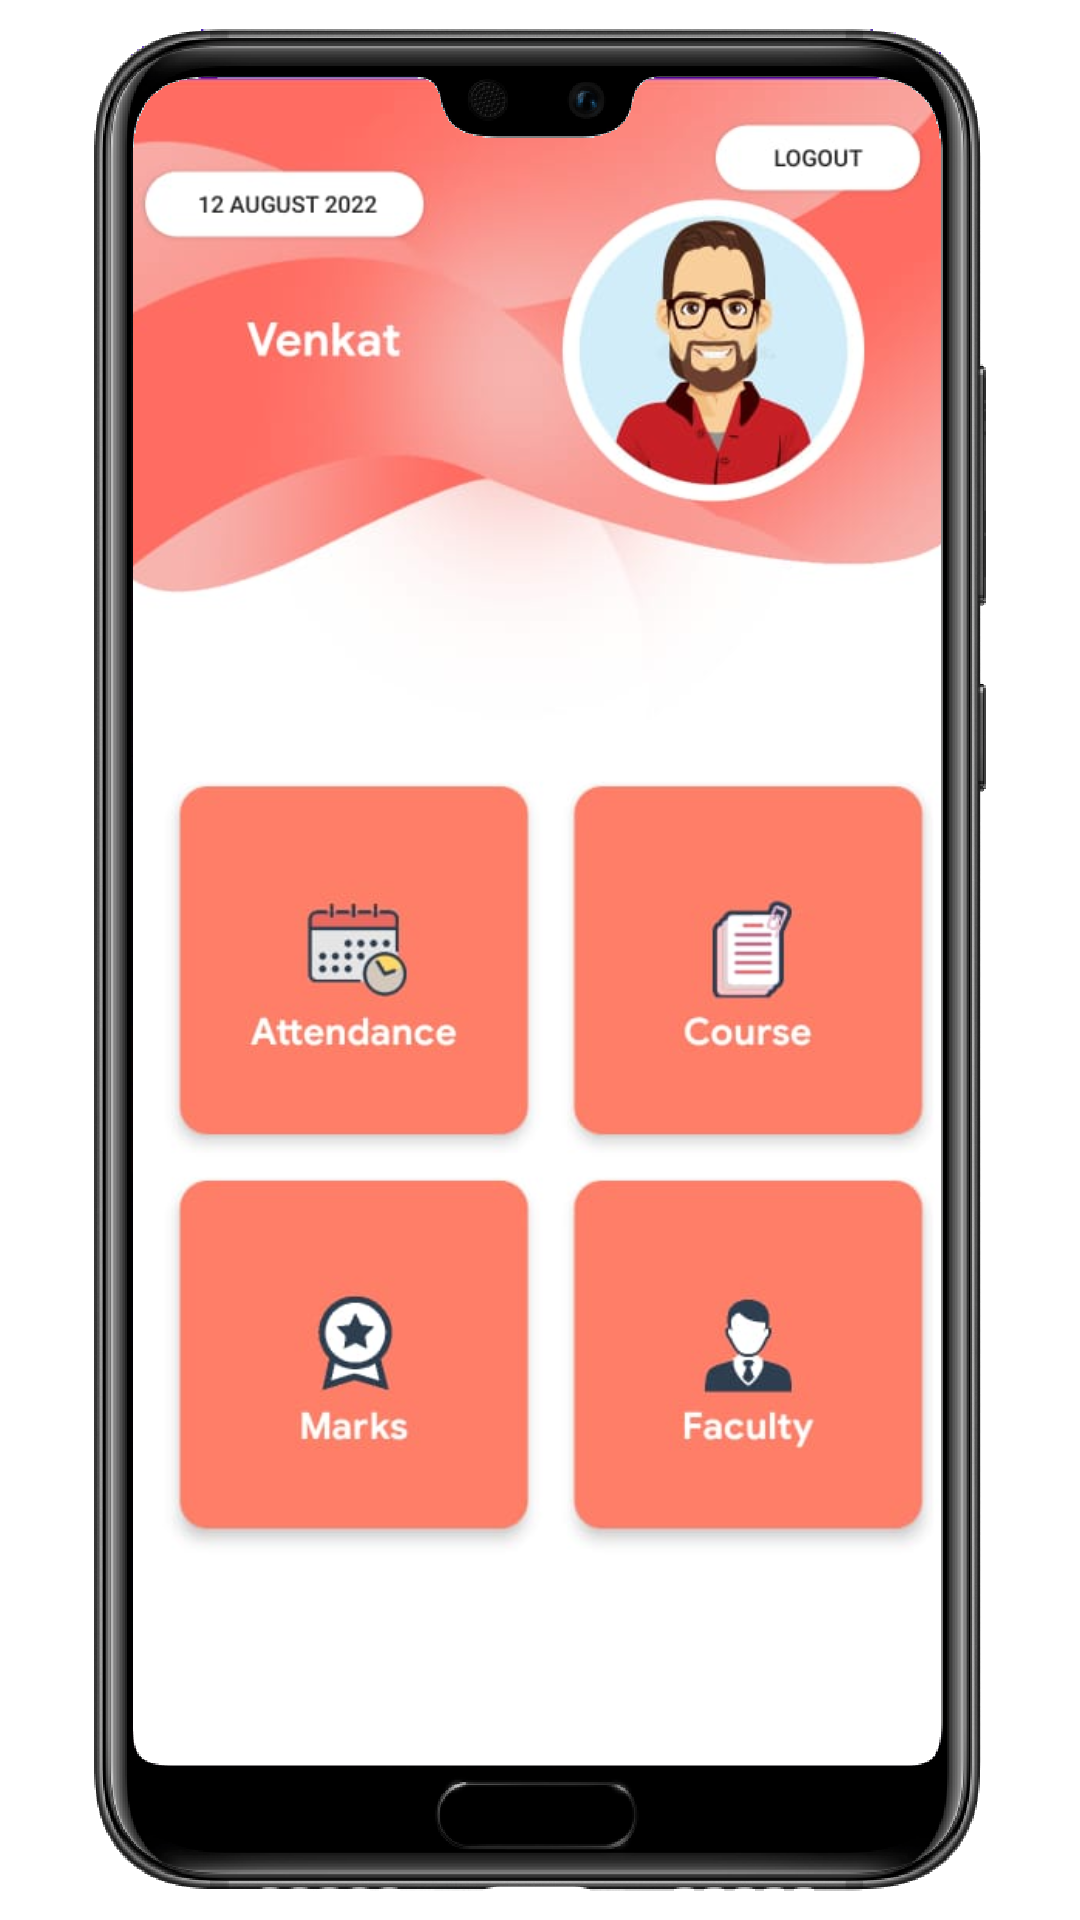 LOGOUT
12 AUGUST 2022
Venkat
Attendance
Course
Marks
Faculty